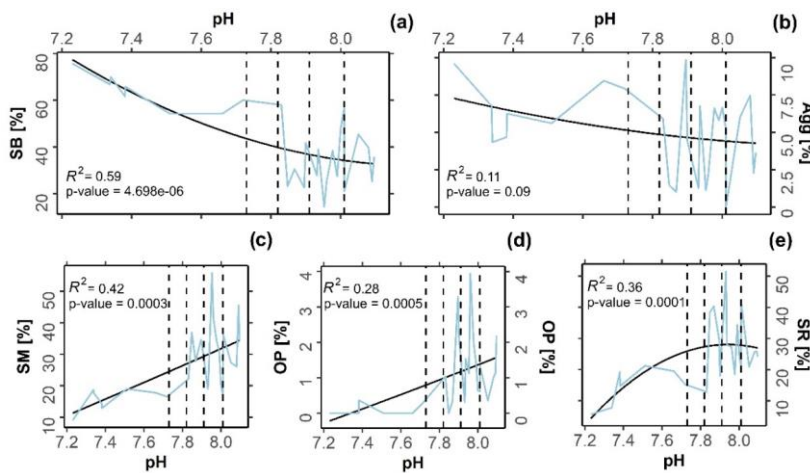 pH
pH
7.2 7.4 7.6 7.8 8.0
(a)
7.2 7.4 7.6 7.8 8.0
(b)
80
60
40
20
SB [%]
R² = 0.59
p-value = 4.698e-06
R² = 0.11
p-value = 0.09
10.0
7.5
5.0
2.5
0.0
Agg [%]
(c)
(d)
(e)
50
40
30
20
10
SM [%]
R² = 0.42
p-value = 0.0003
7.2 7.4 7.6 7.8 8.0
pH
4
3
2
1
0
OP [%]
R² = 0.28
p-value = 0.0005
4
3
2
1
0
OP [%]
7.2 7.4 7.6 7.8 8.0
pH
R² = 0.36
p-value = 0.0001
50
40
30
20
10
SR [%]
7.2 7.4 7.6 7.8 8.0
pH